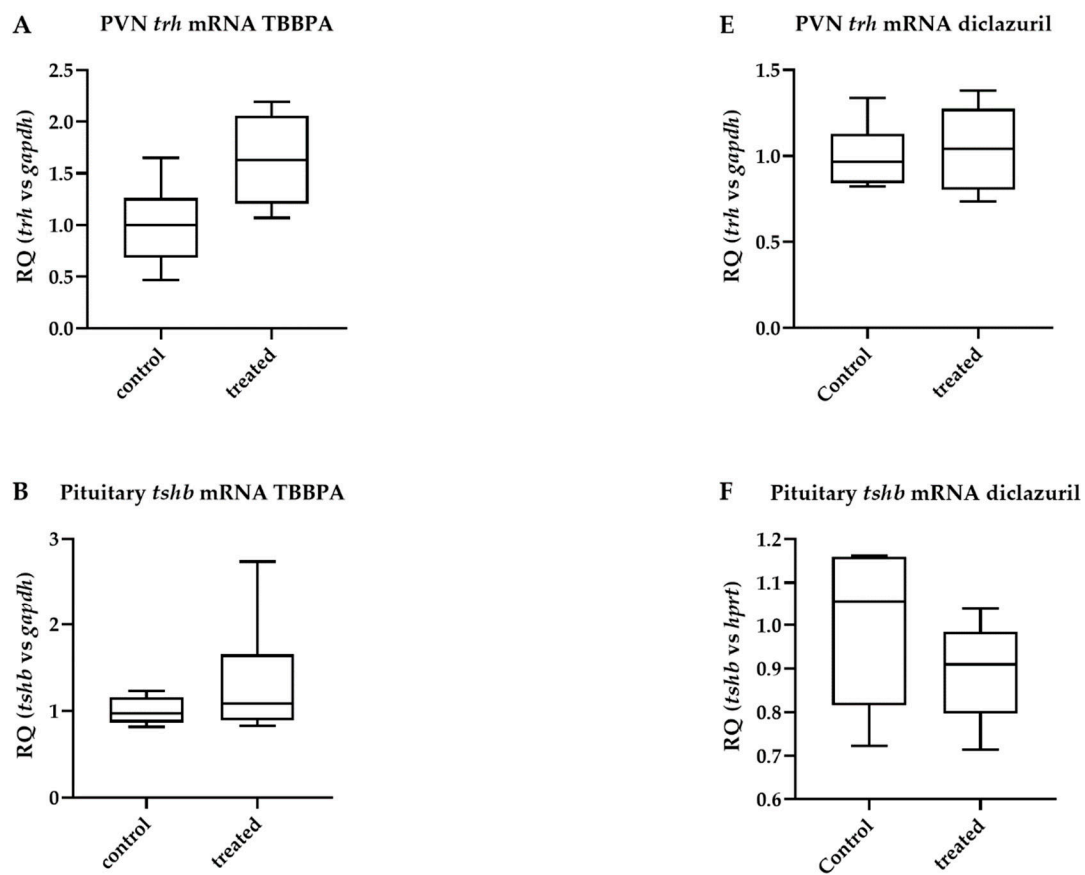 A PVN trh mRNA TBBPA
RQ (trh vs gapdh)
2.5
2.0
1.5
1.0
0.5
0.0
control
treated
E PVN trh mRNA diclazuril
RQ (trh vs gapdh)
1.5
1.0
0.5
0.0
Control
treated
B Pituitary tshb mRNA TBBPA
RQ (tshb vs gapdh)
3
2
1
0
control
treated
F Pituitary tshb mRNA diclazuril
RQ (tshb vs hprt)
1.2
1.1
1.0
0.9
0.8
0.7
0.6
Control
treated